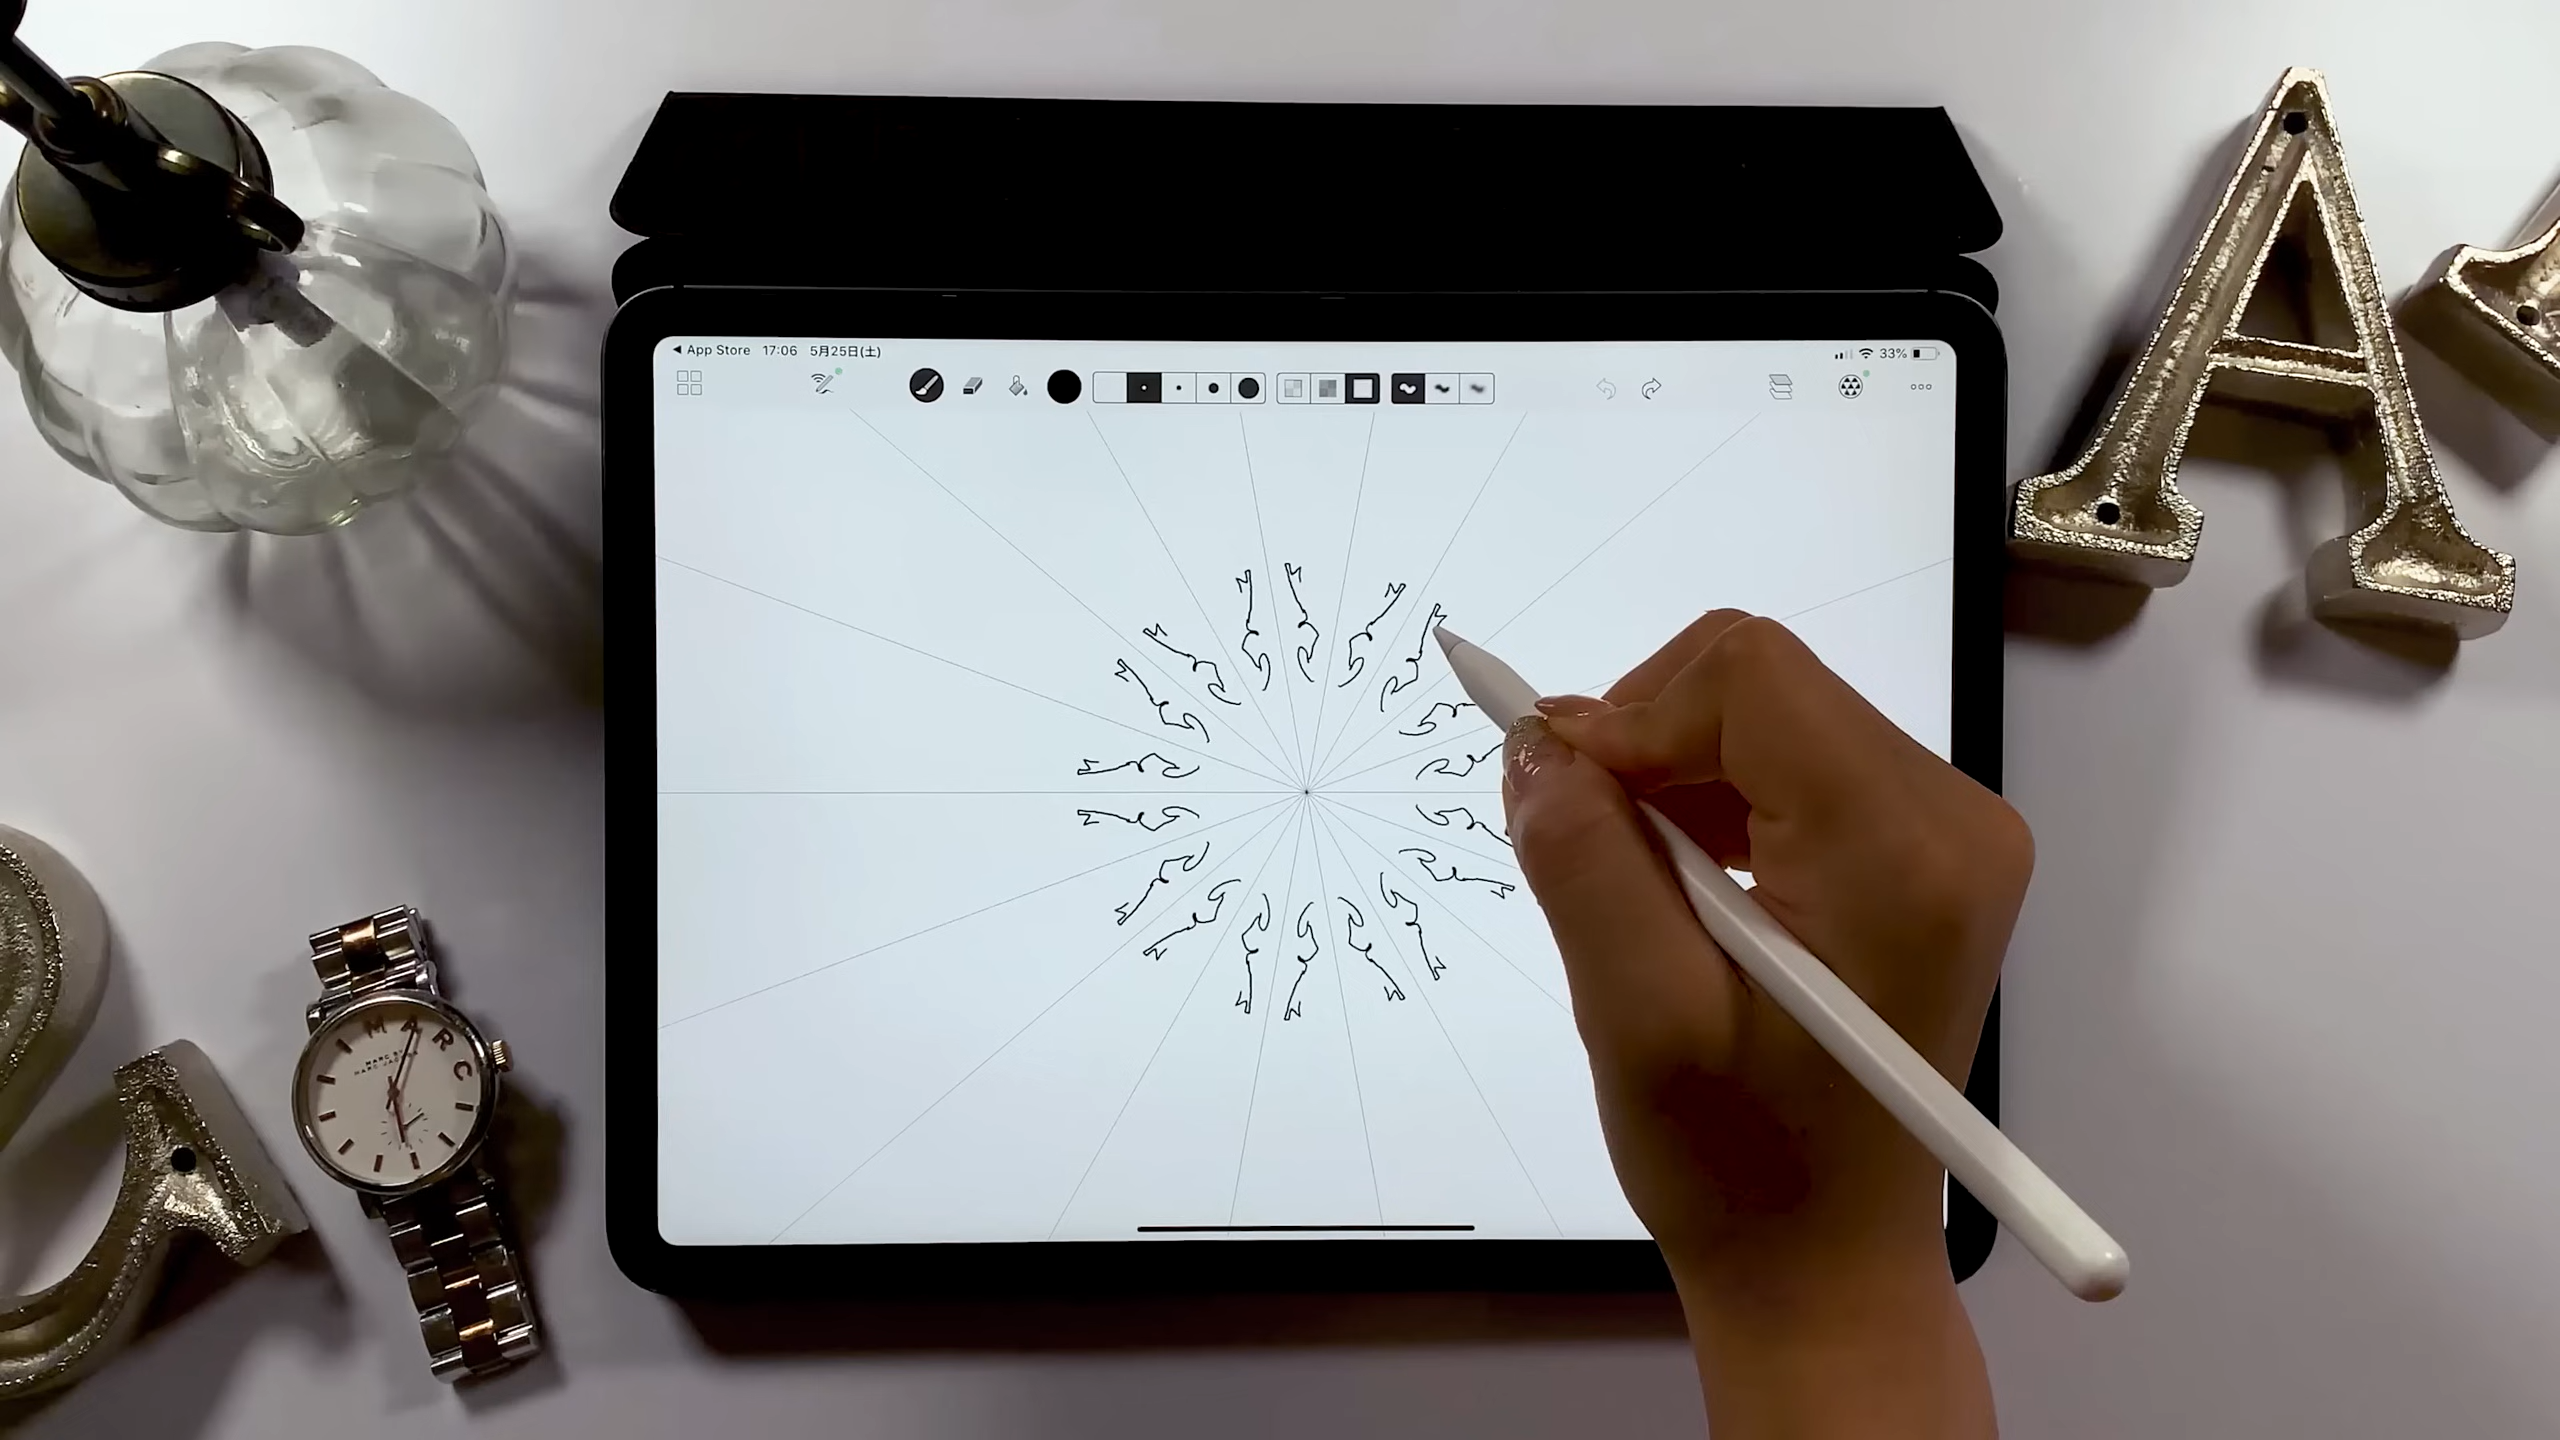 ◀ App Store 17:06 5月25日(土)
33%
A
MARC
MARC BY
MARC JACOBS